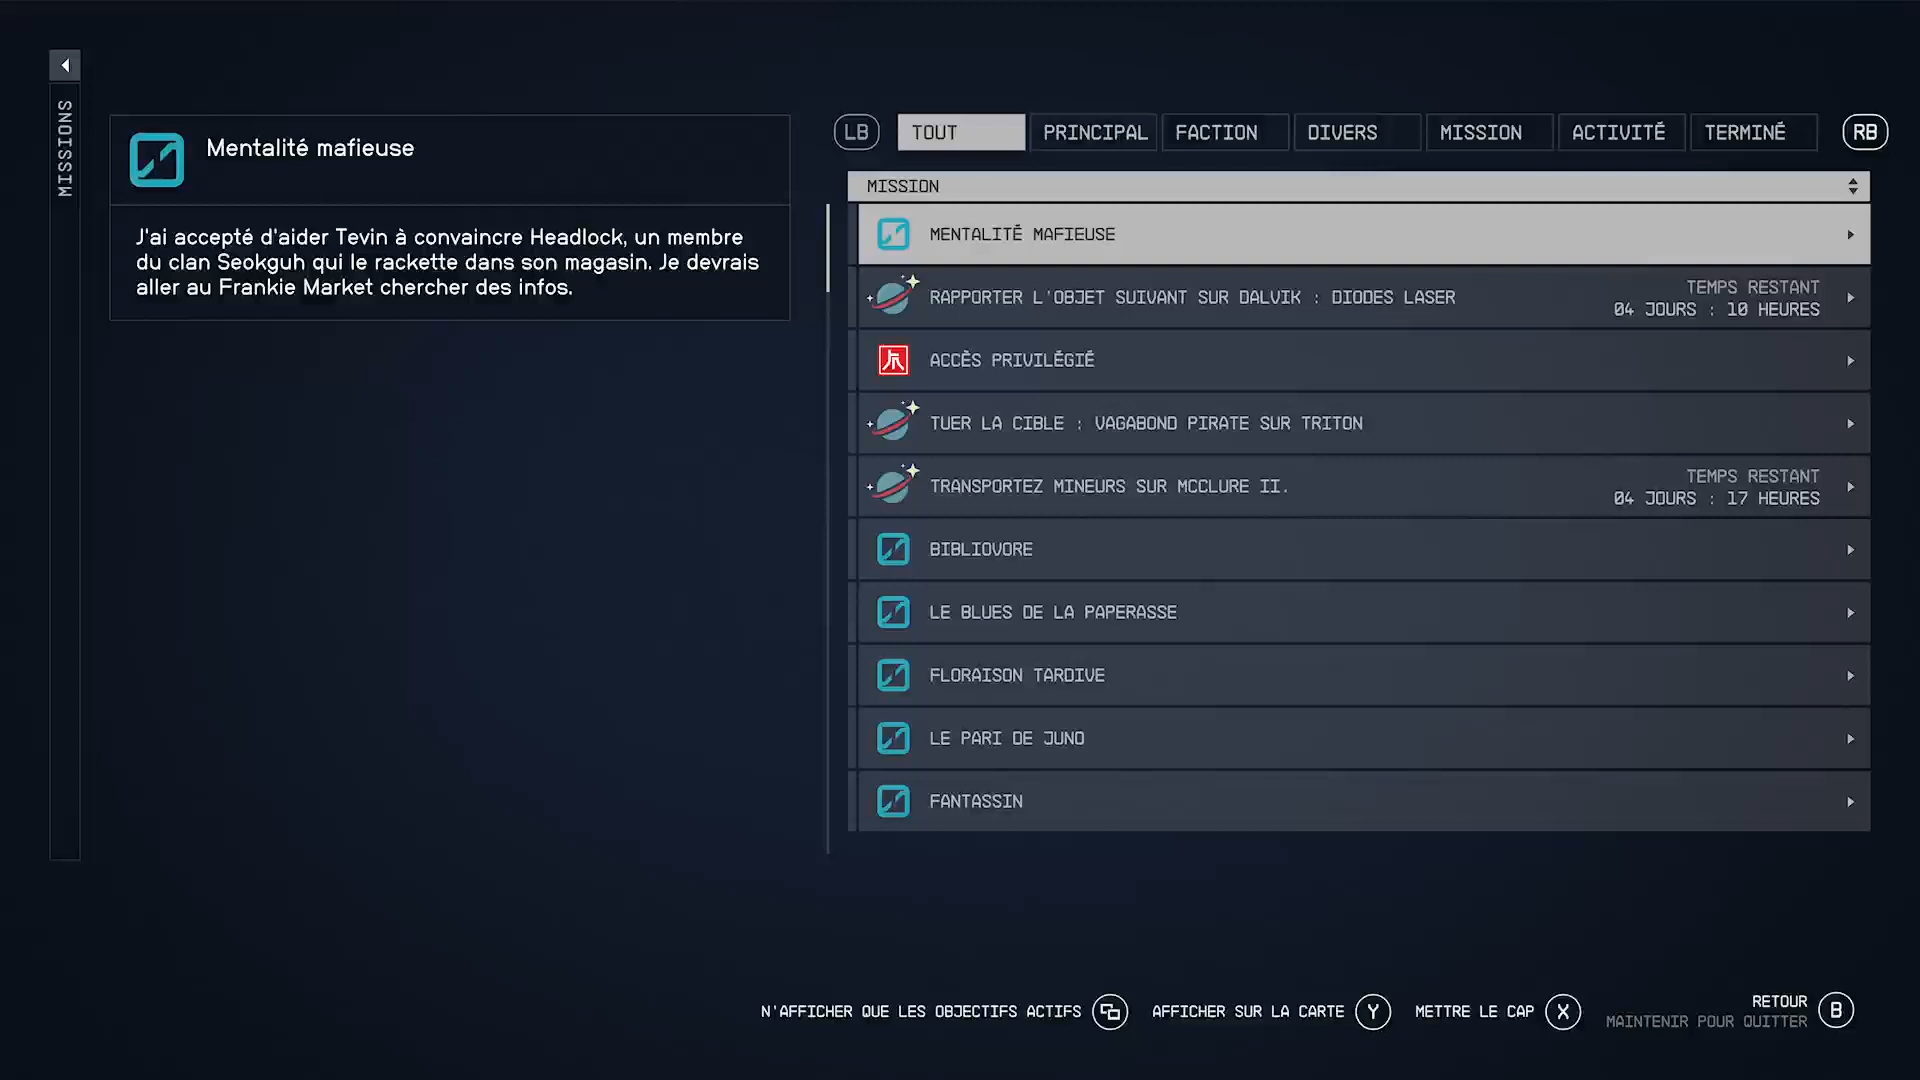 MISSIONS
Mentalité mafieuse
J'ai accepté d'aider Tevin à convaincre Headlock, un membre
du clan Seokguh qui le rackette dans son magasin. Je devrais
aller au Frankie Market chercher des infos.
LB TOUT PRINCIPAL FACTION DIVERS MISSION ACTIVITÉ TERMINÉ RB
MISSION
MENTALITÉ MAFIEUSE
RAPPORTER L'OBJET SUIVANT SUR DALVIK : DIODES LASER
TEMPS RESTANT
04 JOURS : 10 HEURES
ACCÈS PRIVILÉGIÉ
TUER LA CIBLE : VAGABOND PIRATE SUR TRITON
TRANSPORTEZ MINEURS SUR MCCLURE II.
TEMPS RESTANT
04 JOURS : 17 HEURES
BIBLIOVORE
LE BLUES DE LA PAPERASSE
FLORAISON TARDIVE
LE PARI DE JUNO
FANTASSIN
N'AFFICHER QUE LES OBJECTIFS ACTIFS AFFICHER SUR LA CARTE Y METTRE LE CAP X RETOUR B
MAINTENIR POUR QUITTER